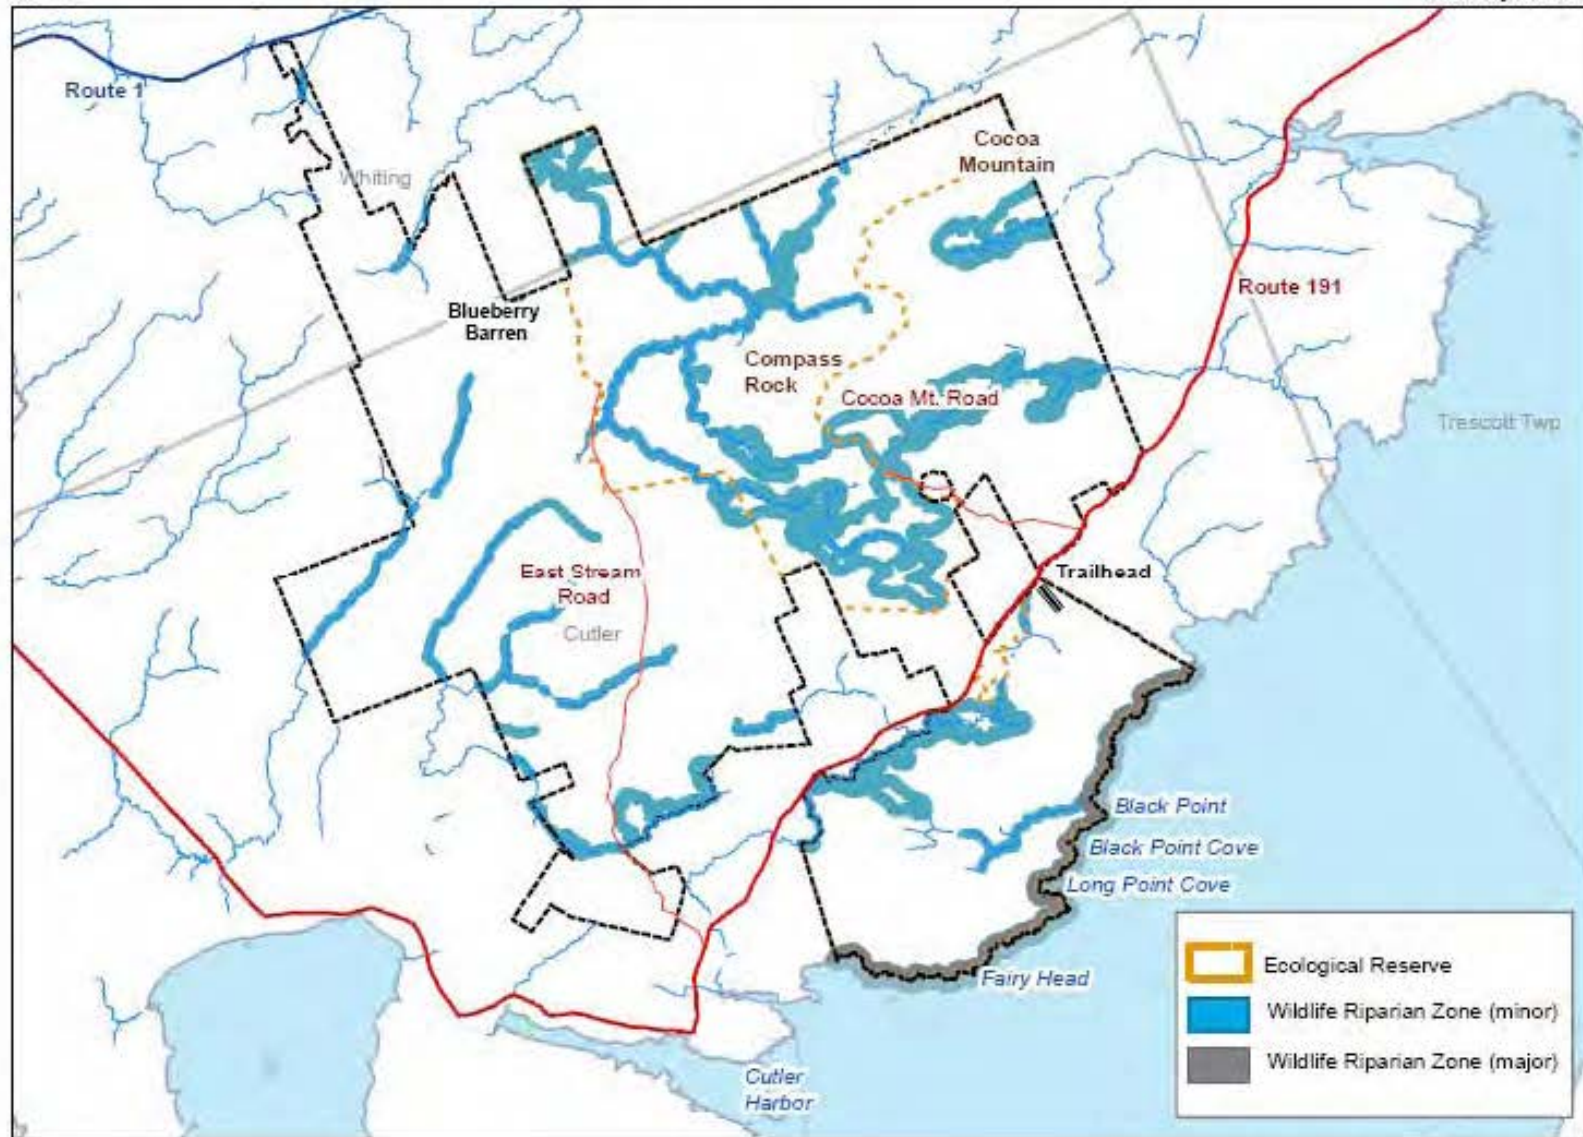 Route 1
Whiting
Cocoa
Mountain
Route 191
Blueberry
Barren
Compass
Rock
Cocoa Mt. Road
Trescott Twp
East Stream
Road
Cutler
Trailhead
Black Point
Black Point Cove
Long Point Cove
Fairy Head
Cutler
Harbor
Ecological Reserve
Wildlife Riparian Zone (minor)
Wildlife Riparian Zone (major)